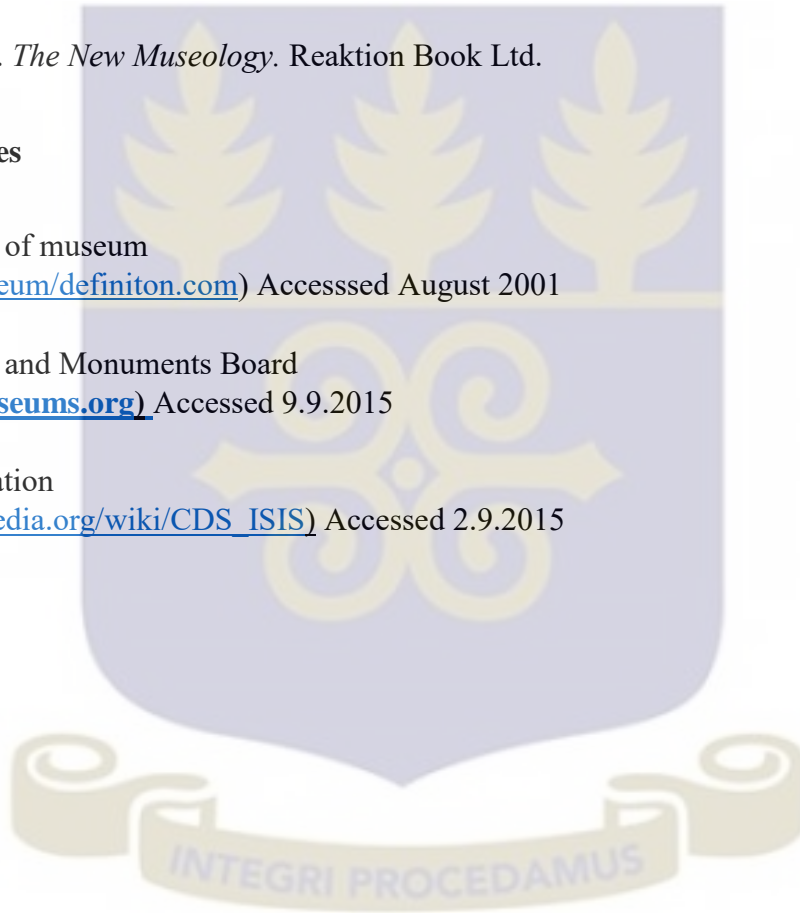 . The New Museology. Reaktion Book Ltd.
es
of museum
eum/definiton.com) Accesssed August 2001
and Monuments Board
seums.org) Accessed 9.9.2015
ation
edia.org/wiki/CDS_ISIS) Accessed 2.9.2015
INTEGRI PROCEDAMUS